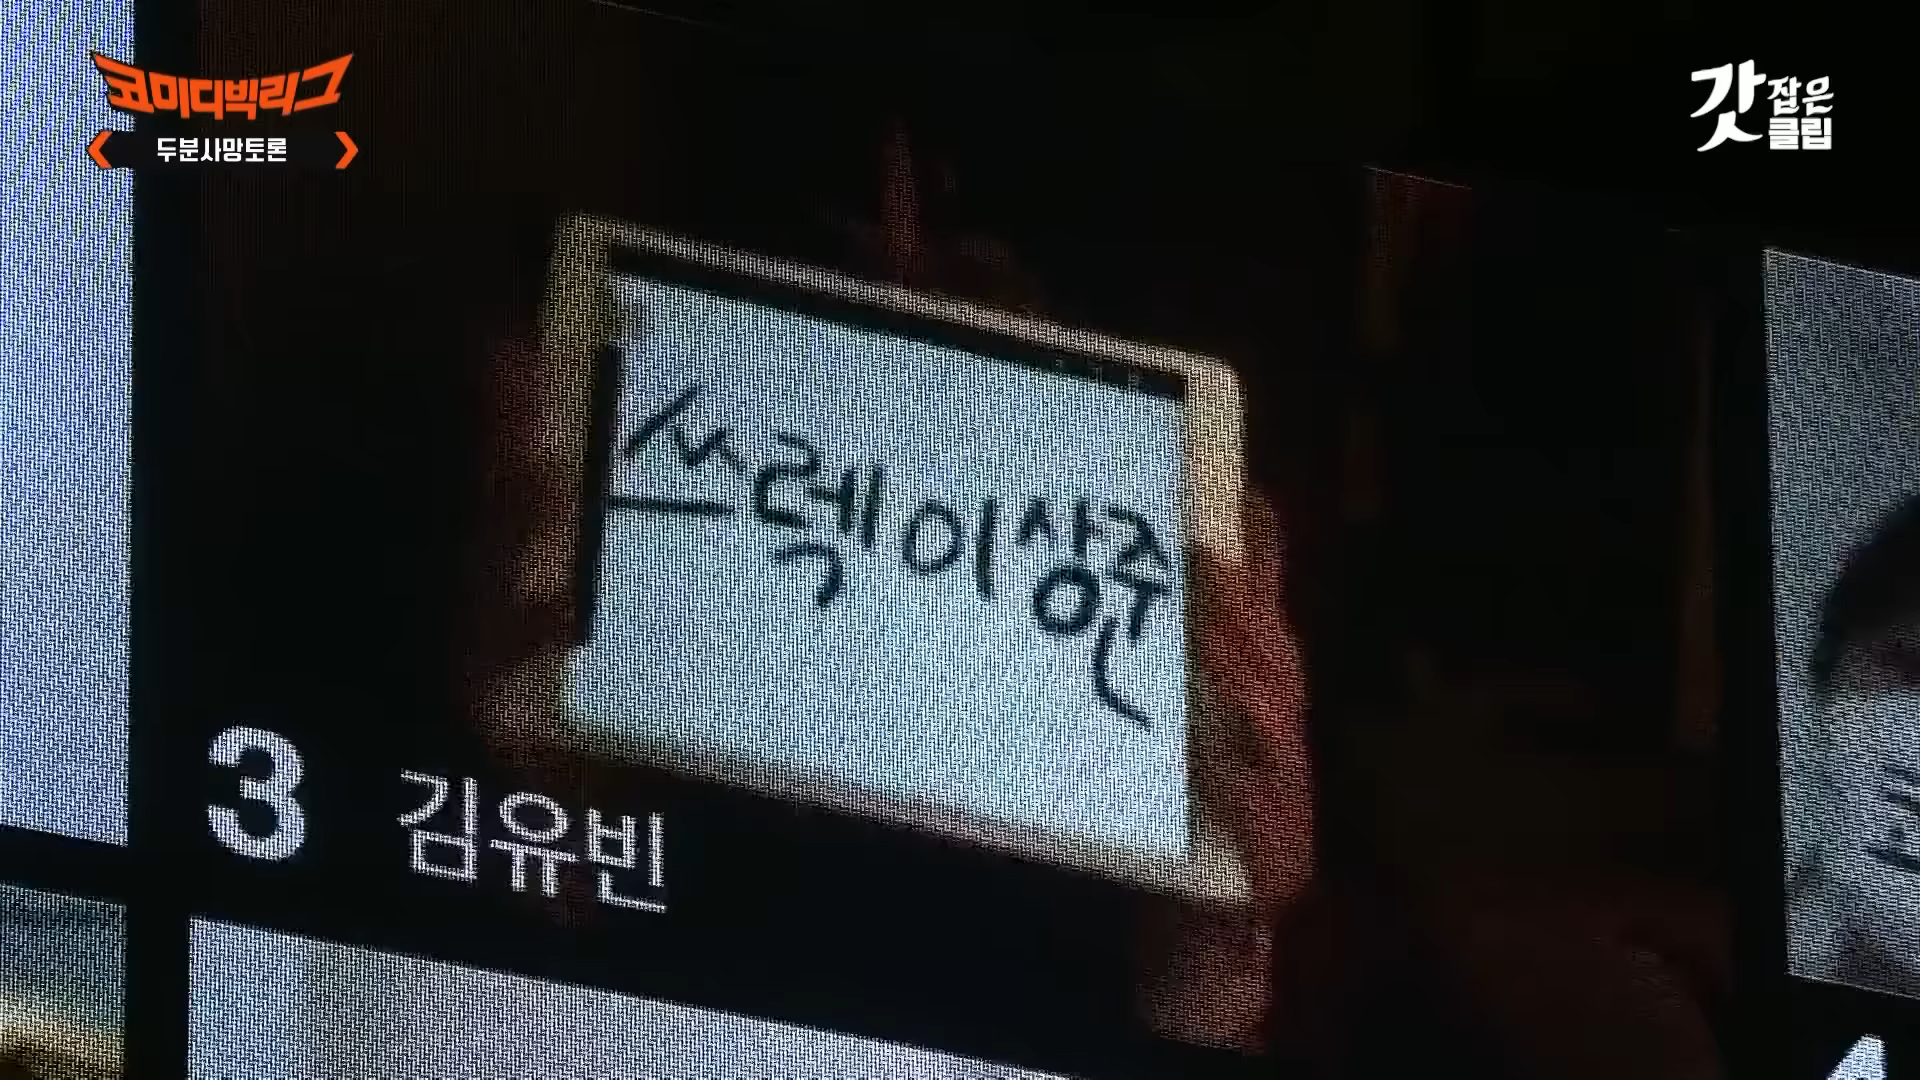 코미디빅리그
두분사망토론
갓 잡은
클립
쓰렉이상준
3 김유빈